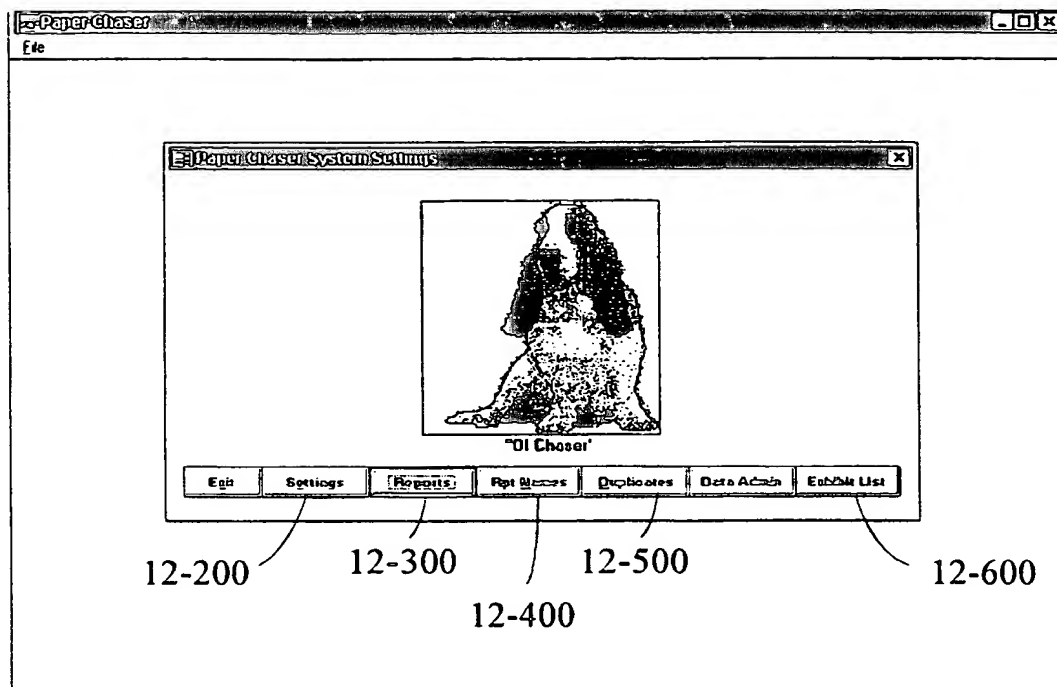 Paper Chaser
File
Paper Chaser System Settings
"Ol Chaser'
Exit Settings Reports Rpt Names Duplicates Data Admin Exhibit List
12-200 12-300 12-500 12-600
12-400